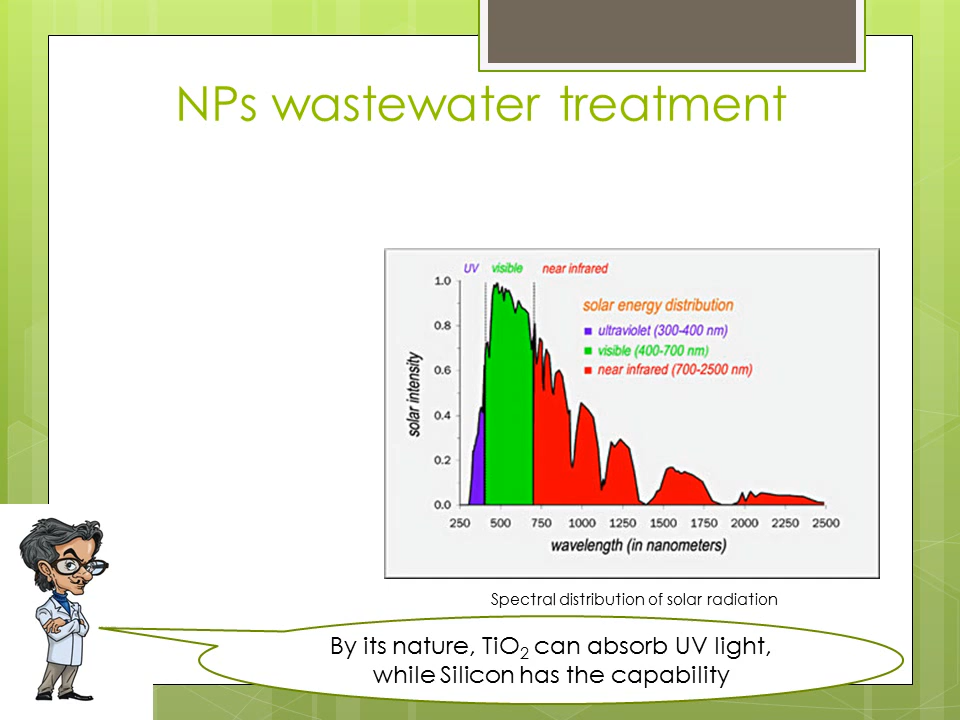 NPs wastewater treatment
UV visible near infrared
solar energy distribution
ultraviolet (300-400 nm)
visible (400-700 nm)
near infrared (700-2500 nm)
solar intensity
1.0
0.8
0.6
0.4
0.2
0.0
250 500 750 1000 1250 1500 1750 2000 2250 2500
wavelength (in nanometers)
Spectral distribution of solar radiation
By its nature, TiO₂ can absorb UV light,
while Silicon has the capability